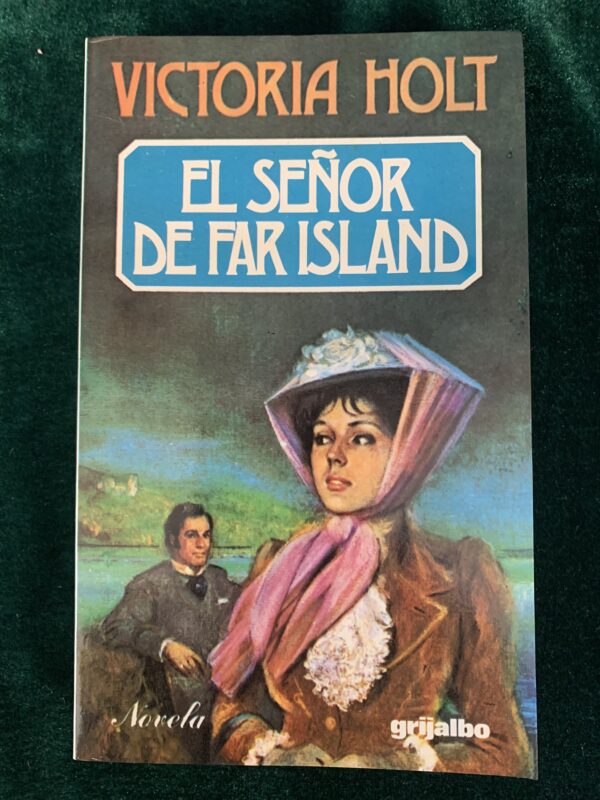 VICTORIA HOLT
EL SEÑOR
DE FAR ISLAND
Novela
grijalbo